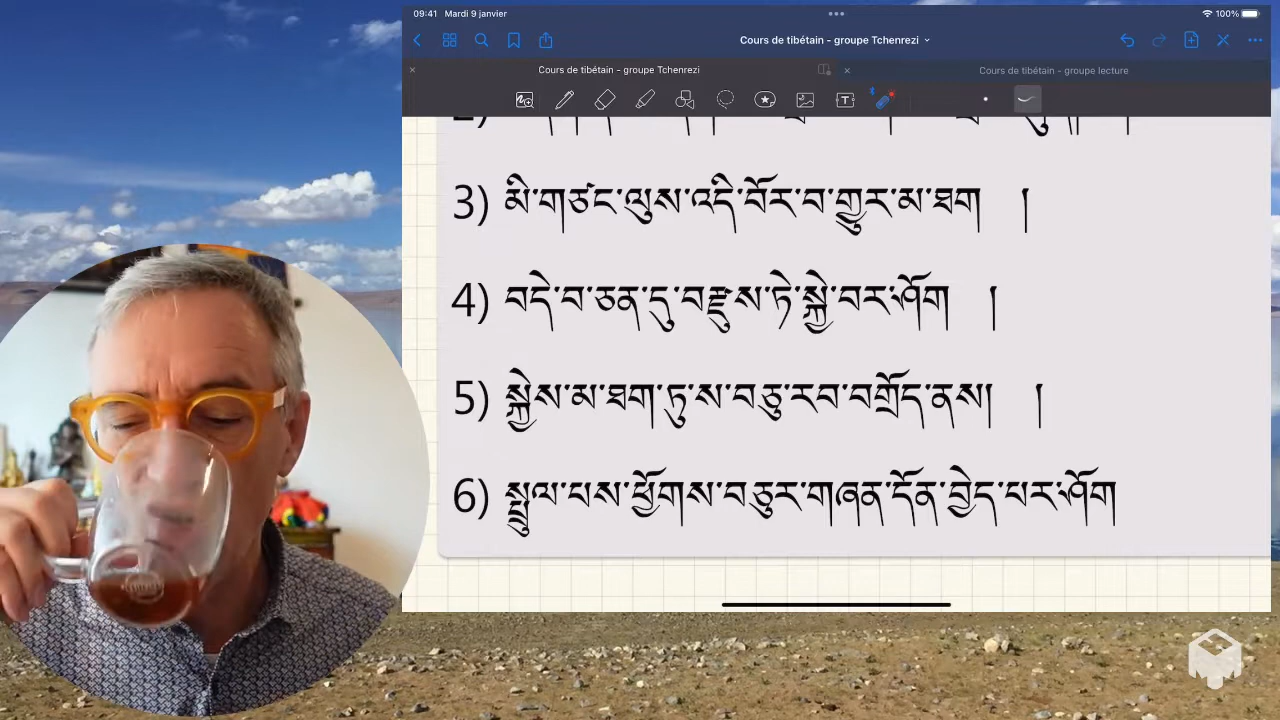 09:41 Mardi 9 janvier
100%
Cours de tibétain - groupe Tchenrezi
Cours de tibétain - groupe Tchenrezi
Cours de tibétain - groupe lecture
2)
3) མི་གཙང་ལུས་འདི་བོར་བ་གྱུར་མ་ཐག །
4) བདེ་བ་ཅན་དུ་བརྫུས་ཏེ་སྐྱེ་བར་ཤོག །
5) སྐྱེས་མ་ཐག་ཏུ་ས་བཅུ་རབ་བགྲོད་ནས། །
6) སྤྲུལ་པས་ཕྱོགས་བཅུར་གཞན་དོན་བྱེད་པར་ཤོག